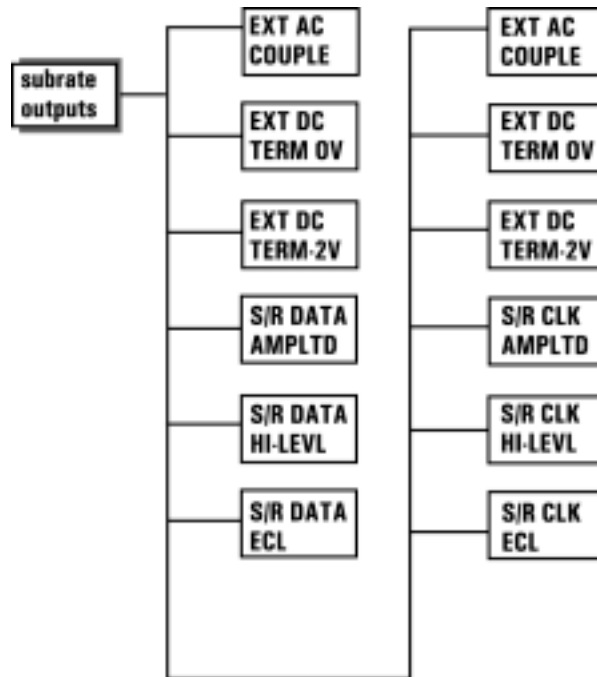 subrate
outputs
EXT AC
COUPLE
EXT DC
TERM 0V
EXT DC
TERM-2V
S/R DATA
AMPLTD
S/R DATA
HI-LEVL
S/R DATA
ECL
EXT AC
COUPLE
EXT DC
TERM 0V
EXT DC
TERM-2V
S/R CLK
AMPLTD
S/R CLK
HI-LEVL
S/R CLK
ECL